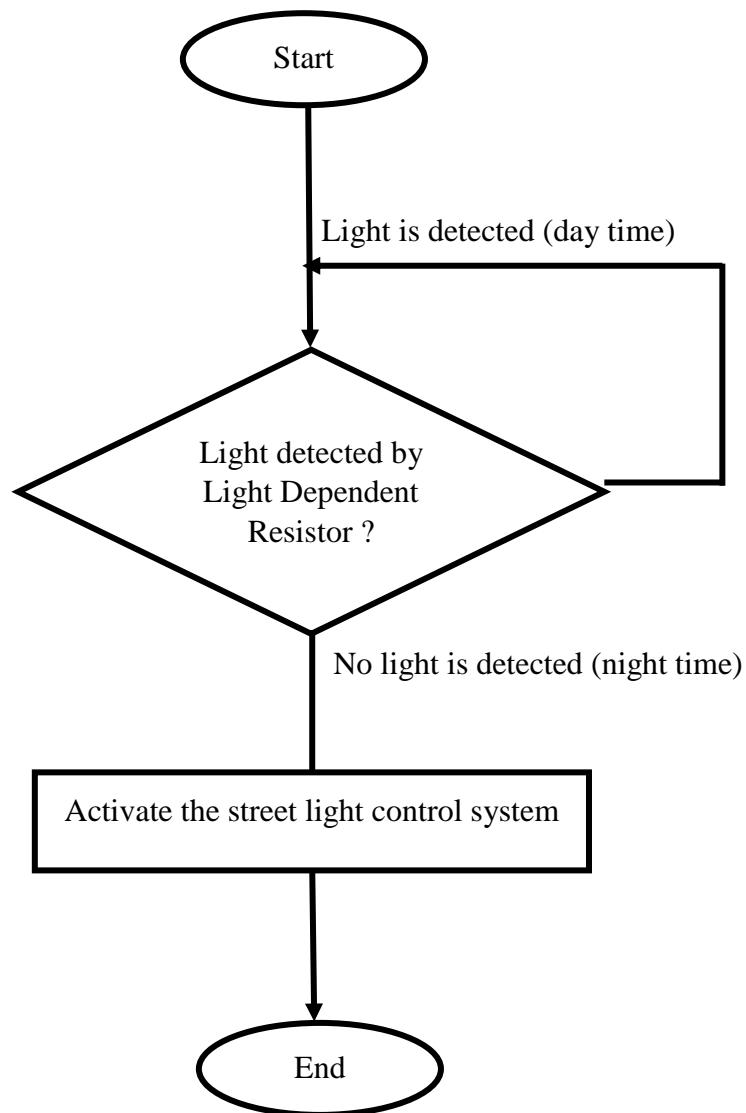 Start
Light is detected (day time)
Light detected by
Light Dependent
Resistor ?
No light is detected (night time)
Activate the street light control system
End